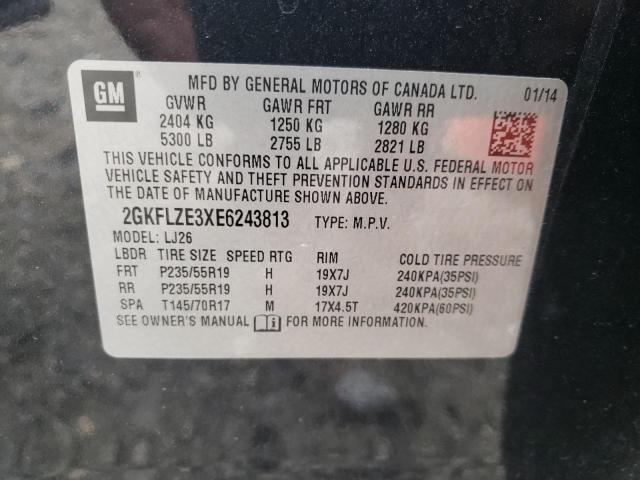 GM ® MFD BY GENERAL MOTORS OF CANADA LTD. 01/14
GVWR GAWR FRT GAWR RR
2404 KG 1250 KG 1280 KG
5300 LB 2755 LB 2821 LB
THIS VEHICLE CONFORMS TO ALL APPLICABLE U.S. FEDERAL MOTOR
VEHICLE SAFETY AND THEFT PREVENTION STANDARDS IN EFFECT ON
THE DATE OF MANUFACTURE SHOWN ABOVE.
2GKFLZE3XE6243813 TYPE: M.P.V.
MODEL: LJ26
LBDR TIRE SIZE SPEED RTG RIM COLD TIRE PRESSURE
FRT P235/55R19 H 19X7J 240KPA(35PSI)
RR P235/55R19 H 19X7J 240KPA(35PSI)
SPA T145/70R17 M 17X4.5T 420KPA(60PSI)
SEE OWNER'S MANUAL FOR MORE INFORMATION.